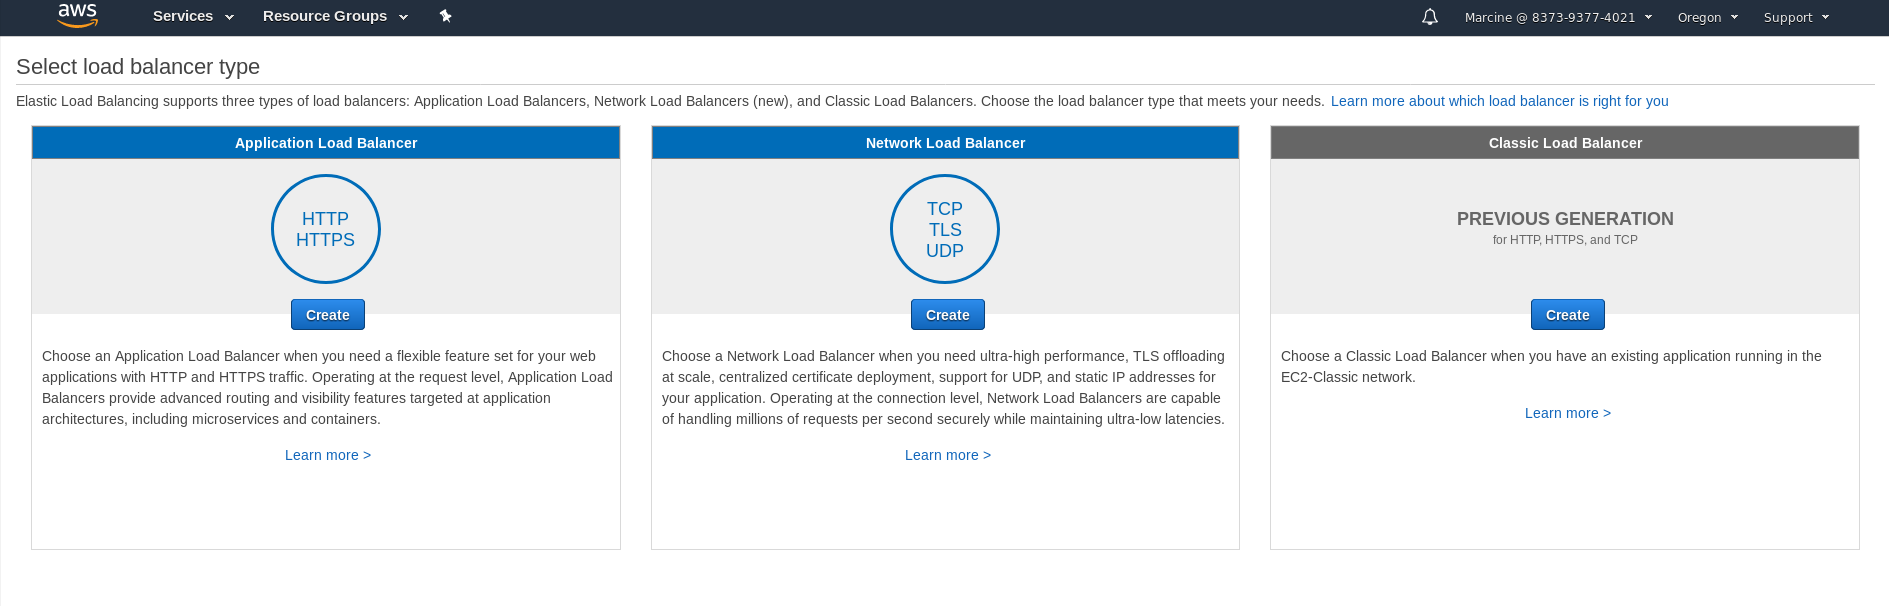 aws Services Resource Groups Marcine @ 8373-9377-4021 Oregon Support
Select load balancer type
Elastic Load Balancing supports three types of load balancers: Application Load Balancers, Network Load Balancers (new), and Classic Load Balancers. Choose the load balancer type that meets your needs. Learn more about which load balancer is right for you
Application Load Balancer
HTTP
HTTPS
Create
Choose an Application Load Balancer when you need a flexible feature set for your web
applications with HTTP and HTTPS traffic. Operating at the request level, Application Load
Balancers provide advanced routing and visibility features targeted at application
architectures, including microservices and containers.
Learn more >
Network Load Balancer
TCP
TLS
UDP
Create
Choose a Network Load Balancer when you need ultra-high performance, TLS offloading
at scale, centralized certificate deployment, support for UDP, and static IP addresses for
your application. Operating at the connection level, Network Load Balancers are capable
of handling millions of requests per second securely while maintaining ultra-low latencies.
Learn more >
Classic Load Balancer
PREVIOUS GENERATION
for HTTP, HTTPS, and TCP
Create
Choose a Classic Load Balancer when you have an existing application running in the
EC2-Classic network.
Learn more >